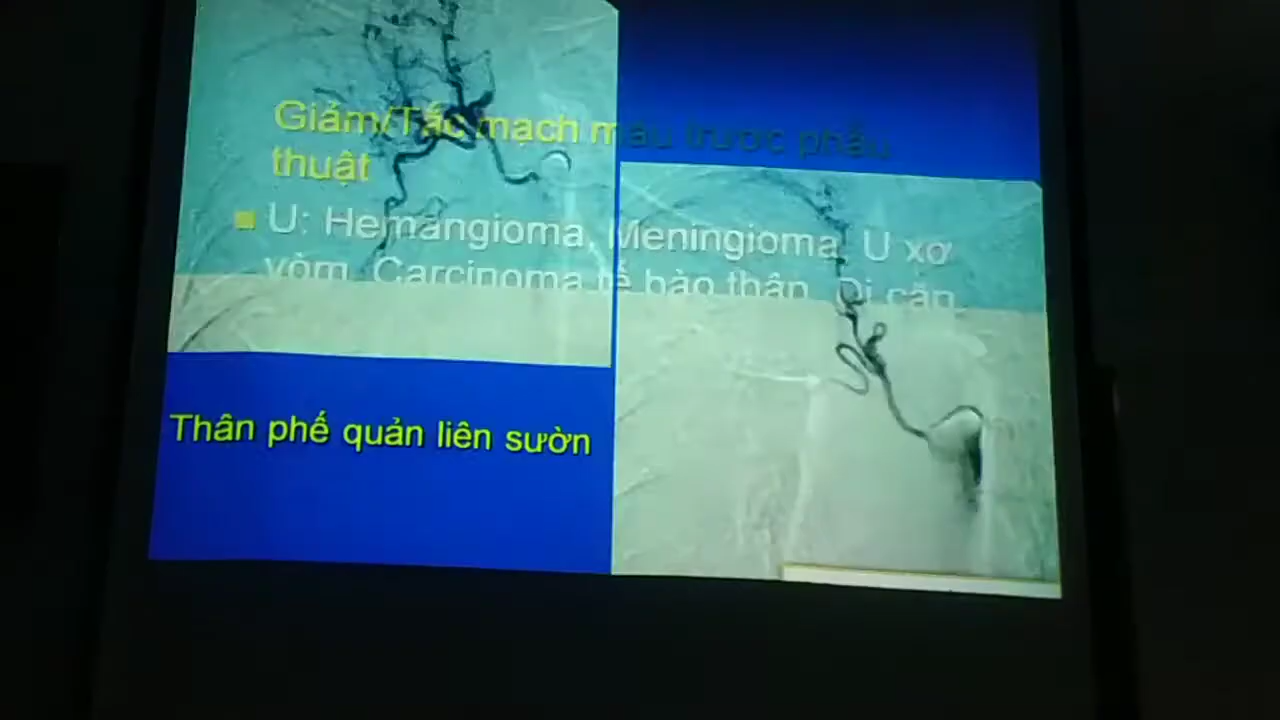 Giảm/Tắc mạch máu trước phẫu
thuật
U: Hemangioma, Meningioma, U xơ
vòm, Carcinoma tế bào thận, Di căn
Thân phế quản liên sườn